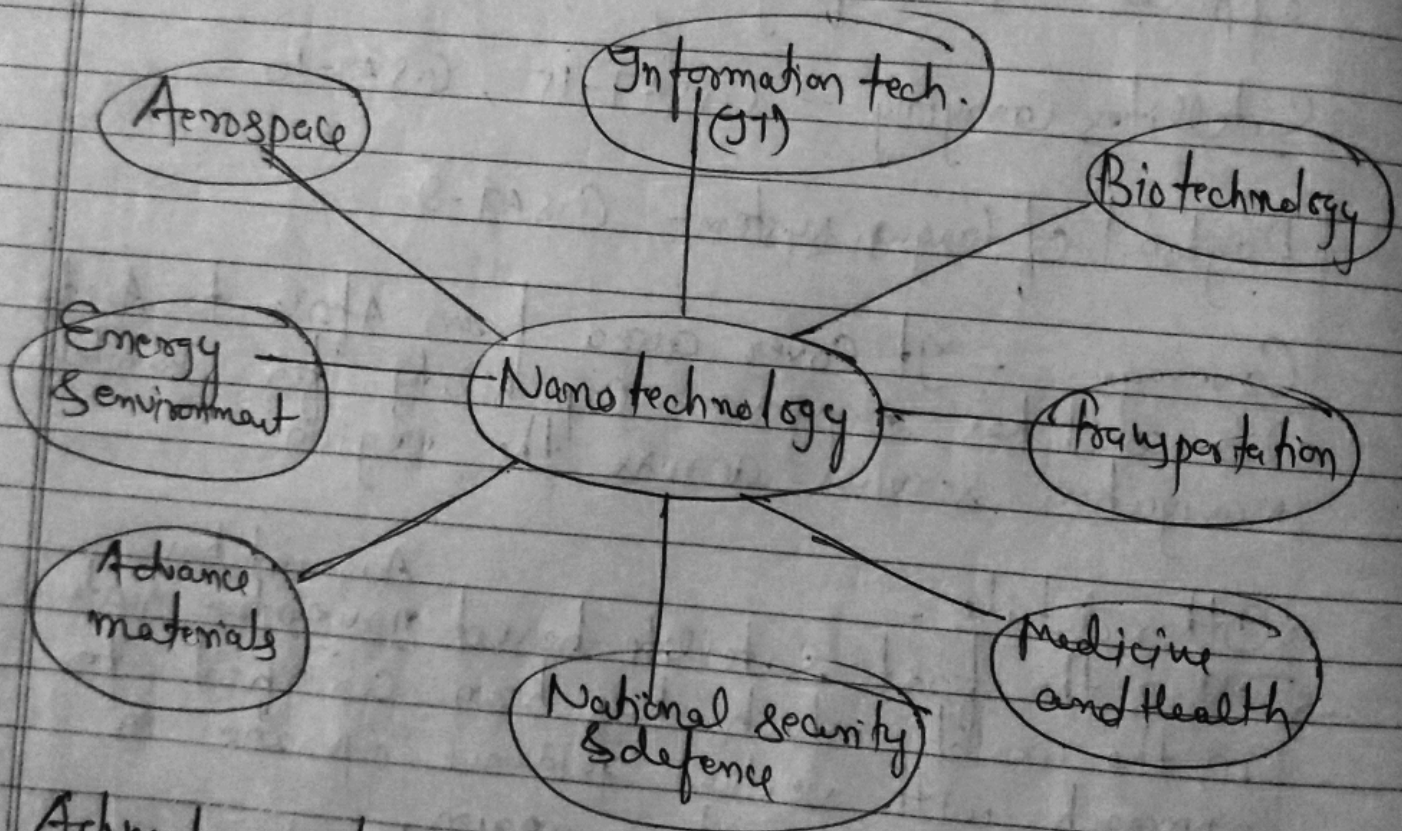 Information tech.
(IT)
Aerospace
Biotechnology
Energy
& environment
Nanotechnology
Transportation
Advance
materials
Medicine
and Health
National security
& defence